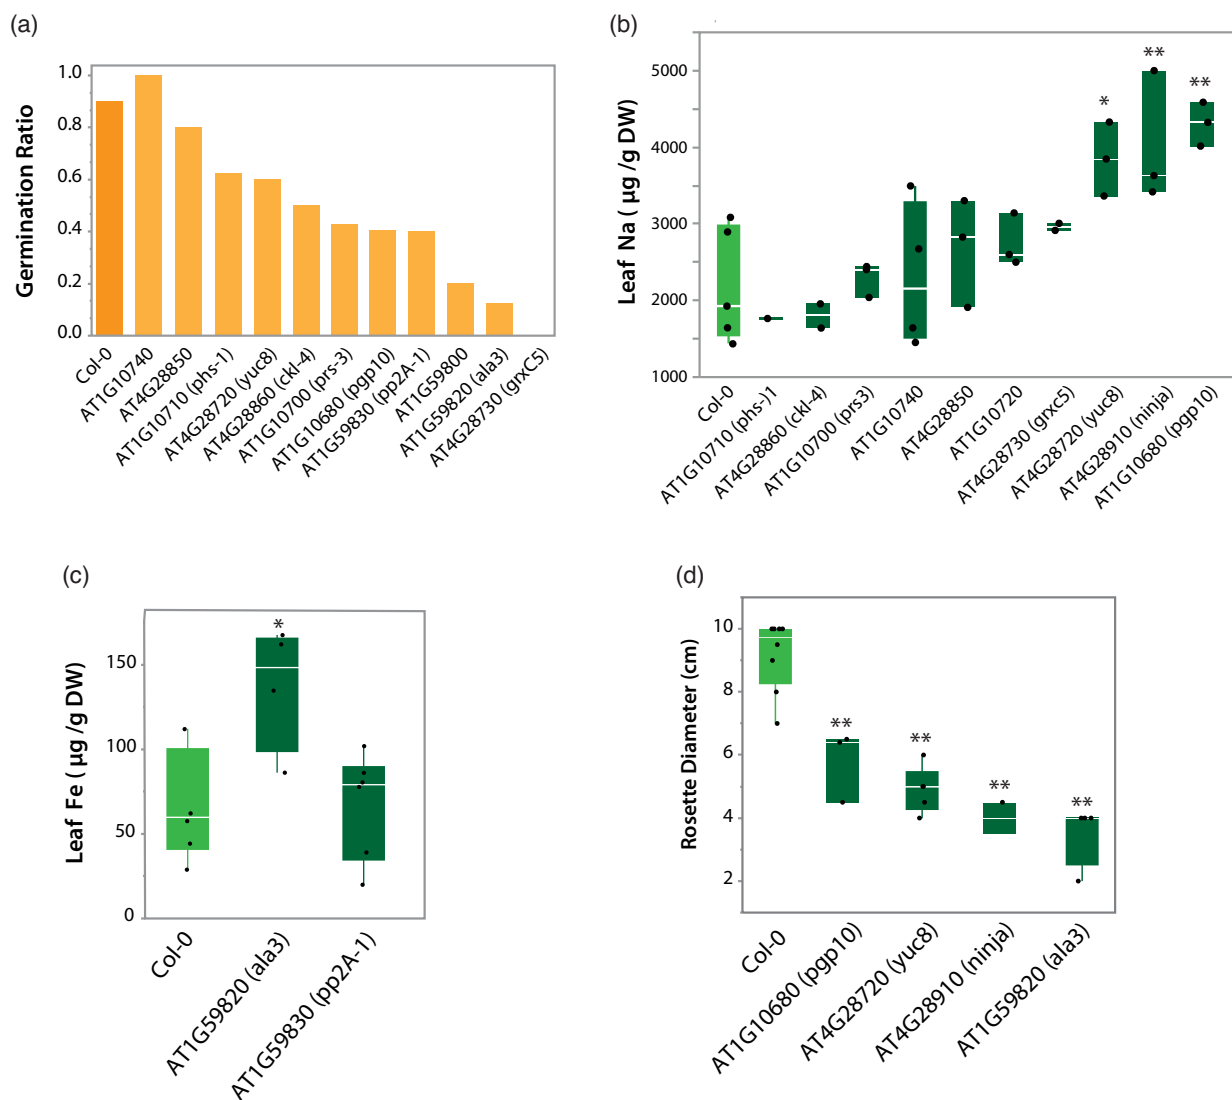 (a)
Germination Ratio
1.0
0.8
0.6
0.4
0.2
0.0
Col-0
AT1G10740
AT4G28850
AT1G10710 (phs-1)
AT4G28720 (yuc8)
AT4G28860 (ckl-4)
AT1G10700 (prs-3)
AT1G10680 (pgp10)
AT1G59830 (pp2A-1)
AT1G59800
AT1G59820 (ala3)
AT4G28730 (grxC5)
(b)
Leaf Na ( µg /g DW)
5000
4000
3000
2000
1000
*
**
**
Col-0
AT1G10710 (phs-)1
AT4G28860 (ckl-4)
AT1G10700 (prs3)
AT1G10740
AT4G28850
AT1G10720
AT4G28730 (grxC5)
AT4G28720 (yuc8)
AT4G28910 (ninja)
AT1G10680 (pgp10)
(c)
Leaf Fe ( µg /g DW)
150
100
50
0
*
Col-0
AT1G59820 (ala3)
AT1G59830 (pp2A-1)
(d)
Rosette Diameter (cm)
10
8
6
4
2
**
**
**
**
Col-0
AT1G10680 (pgp10)
AT4G28720 (yuc8)
AT4G28910 (ninja)
AT1G59820 (ala3)